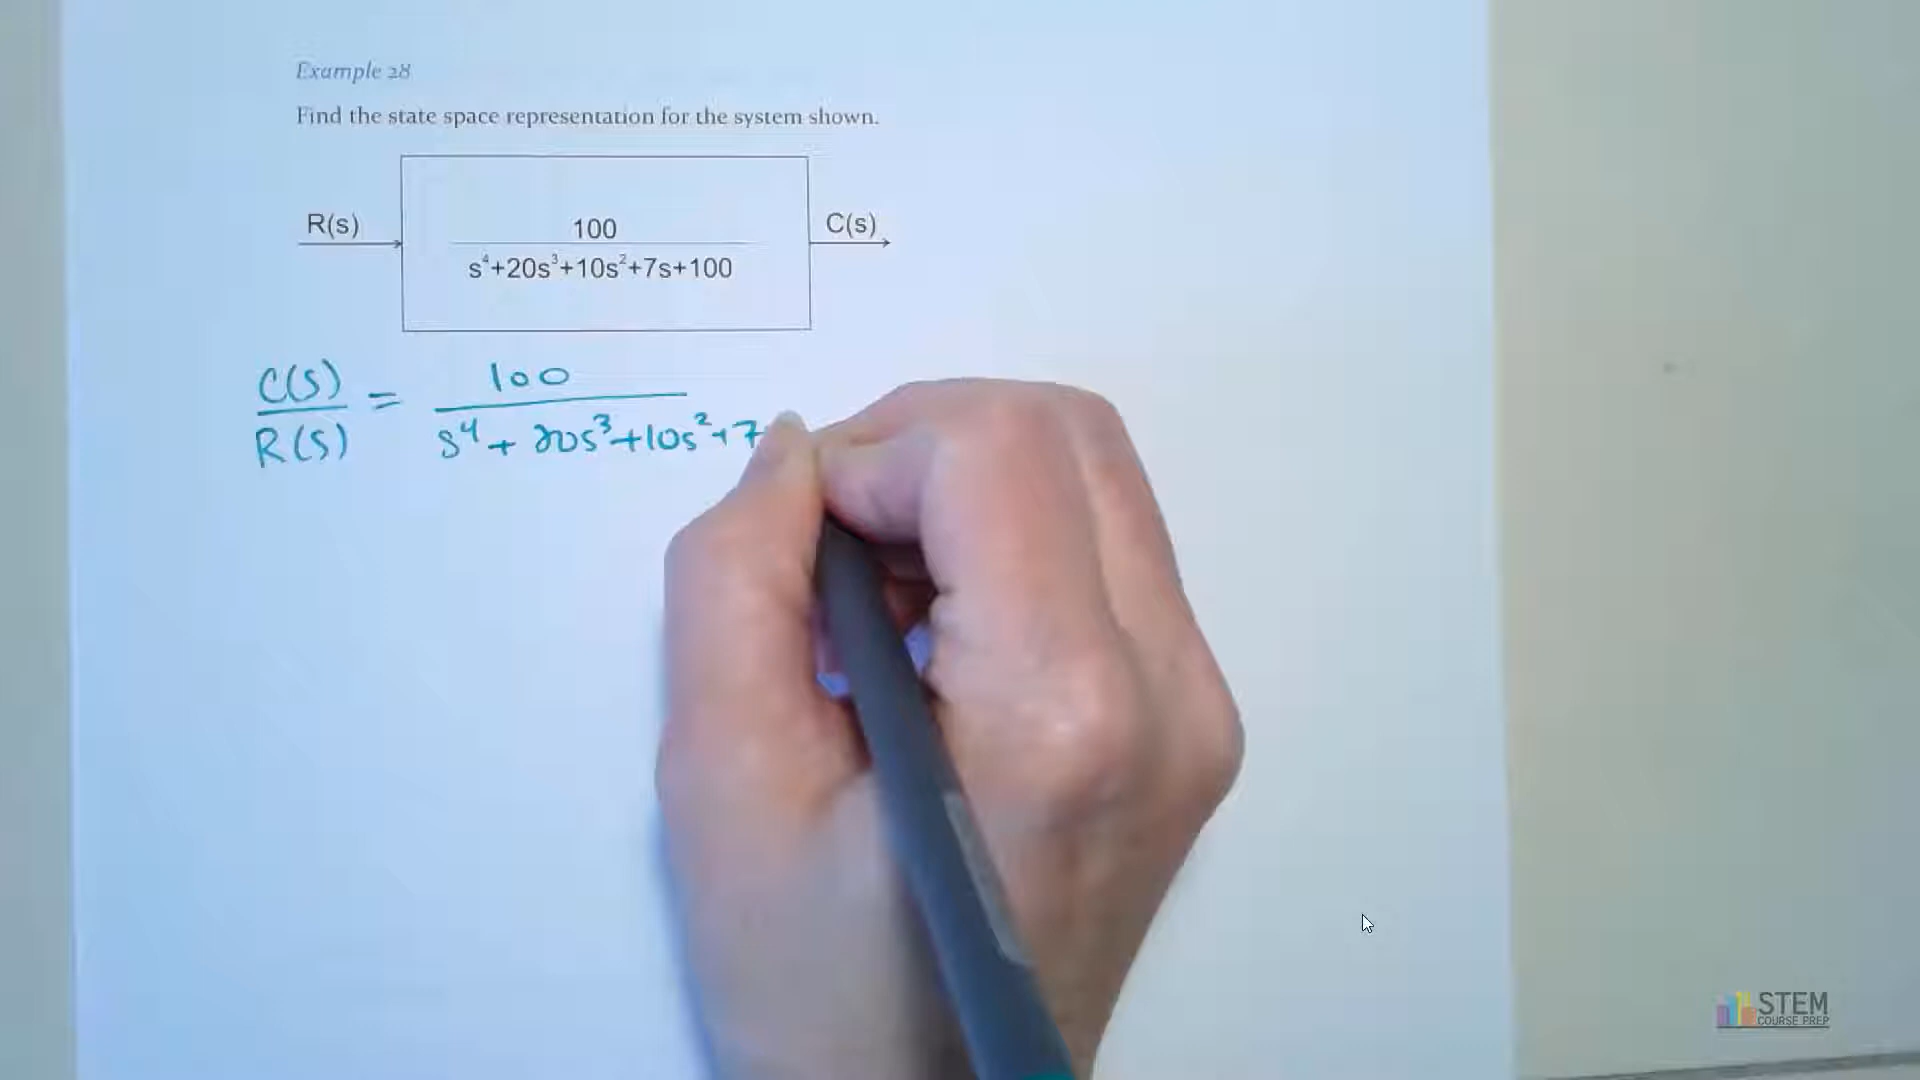 Example 28
Find the state space representation for the system shown.
R(s)
100
s⁴+20s³+10s²+7s+100
C(s)
C(s) / R(s) = 100 / s⁴ + 20s³+10s²+7
STEM
COURSE PREP